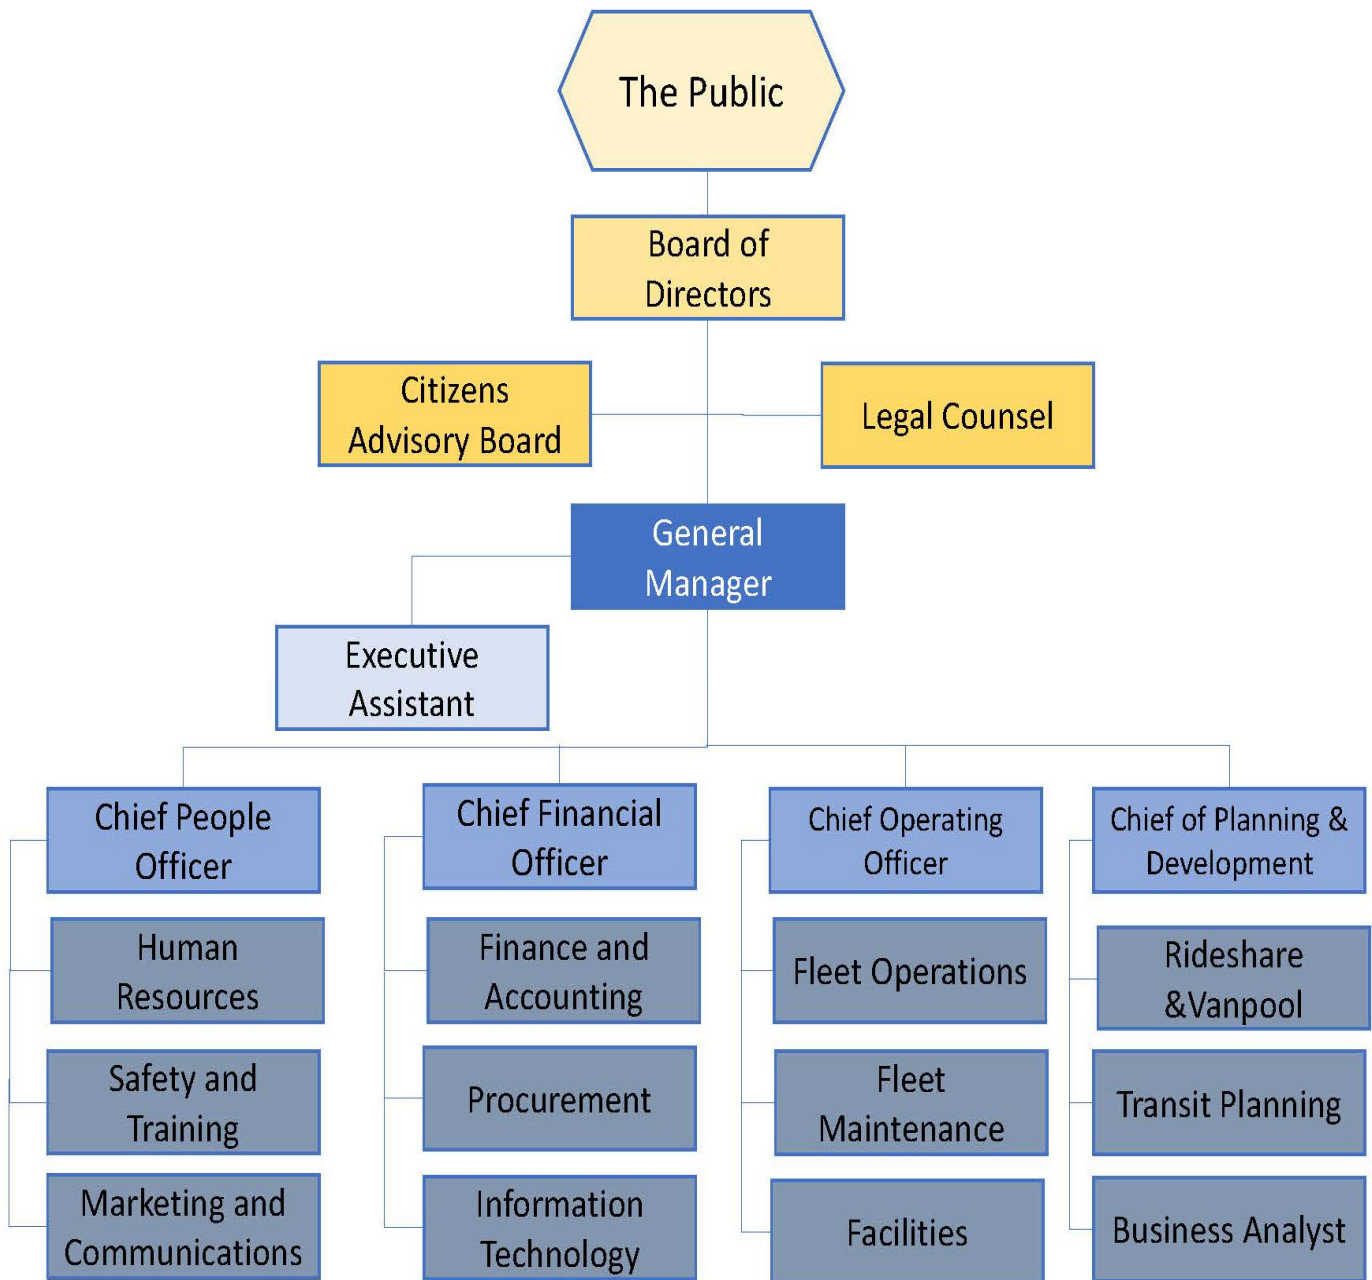 The Public
Board of
Directors
Citizens
Advisory Board
Legal Counsel
General
Manager
Executive
Assistant
Chief People
Officer
Chief Financial
Officer
Chief Operating
Officer
Chief of Planning &
Development
Human
Resources
Finance and
Accounting
Fleet Operations
Rideshare
&Vanpool
Safety and
Training
Procurement
Fleet
Maintenance
Transit Planning
Marketing and
Communications
Information
Technology
Facilities
Business Analyst